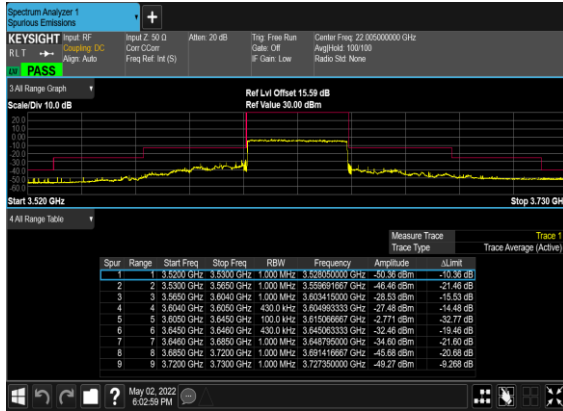 Spectrum Analyzer 1
Spurious Emissions
KEYSIGHT Input: RF Input Z: 50 Ω Atten: 20 dB Trig: Free Run Center Freq: 22.005000000 GHz
RLT Coupling: DC Corr CCorr Gate: Off Avg|Hold: 100/100
Align: Auto Freq Ref: Int (S) IF Gain: Low Radio Std: None
PASS
3 All Range Graph
Scale/Div 10.0 dB
Ref Lvl Offset 15.59 dB
Ref Value 30.00 dBm
20.0
10.0
0.00
-10.0
-20.0
-30.0
-40.0
-50.0
-60.0
Start 3.520 GHz Stop 3.730 GH
4 All Range Table
Measure Trace Trace 1
Trace Type Trace Average (Active)
Spur Range Start Freq Stop Freq RBW Frequency Amplitude ΔLimit
1 1 3.5200 GHz 3.5300 GHz 1.000 MHz 3.528050000 GHz -50.36 dBm -10.36 dB
2 2 3.5300 GHz 3.5650 GHz 1.000 MHz 3.559691667 GHz -46.46 dBm -21.46 dB
3 3 3.5650 GHz 3.6040 GHz 1.000 MHz 3.603415000 GHz -28.53 dBm -15.53 dB
4 4 3.6040 GHz 3.6050 GHz 430.0 kHz 3.604993333 GHz -27.48 dBm -14.48 dB
5 5 3.6050 GHz 3.6450 GHz 100.0 kHz 3.615066667 GHz -2.771 dBm -32.77 dB
6 6 3.6450 GHz 3.6460 GHz 430.0 kHz 3.645063333 GHz -32.46 dBm -19.46 dB
7 7 3.6460 GHz 3.6850 GHz 1.000 MHz 3.648795000 GHz -34.60 dBm -21.60 dB
8 8 3.6850 GHz 3.7200 GHz 1.000 MHz 3.691416667 GHz -45.68 dBm -20.68 dB
9 9 3.7200 GHz 3.7300 GHz 1.000 MHz 3.727350000 GHz -49.27 dBm -9.268 dB
May 02, 2022
6:02:59 PM